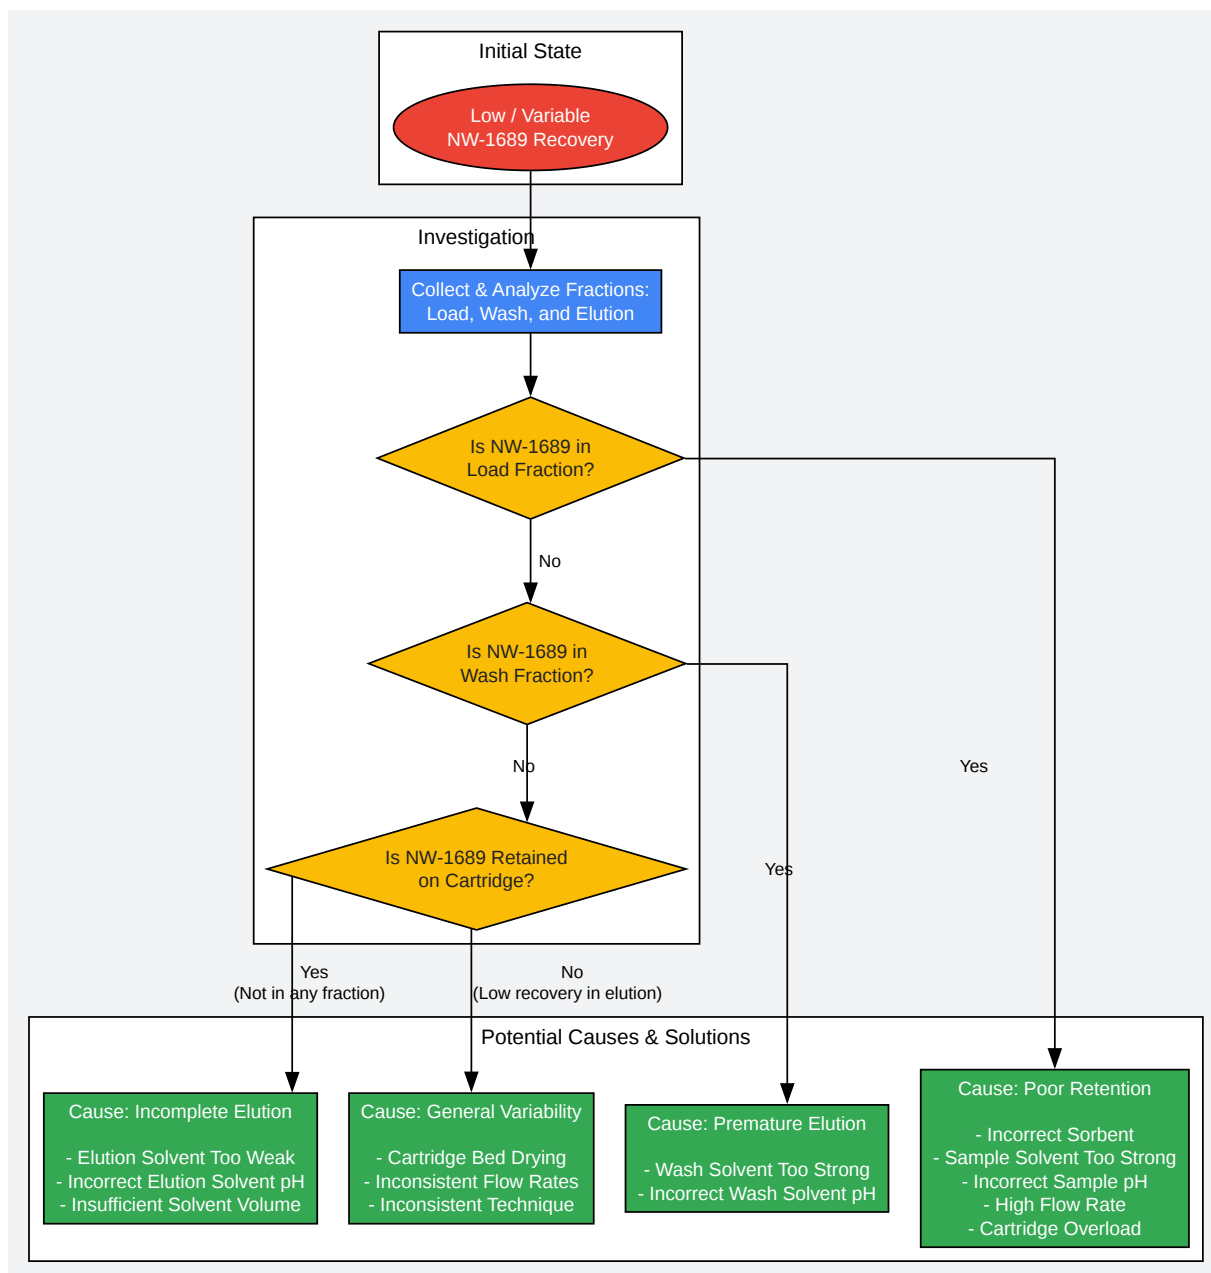 Initial State
Low / Variable
NW-1689 Recovery
Investigation
Collect & Analyze Fractions:
Load, Wash, and Elution
Is NW-1689 in
Load Fraction?
No
Is NW-1689 in
Wash Fraction?
No
Yes
Is NW-1689 Retained
on Cartridge?
Yes
Yes
(Not in any fraction)
No
(Low recovery in elution)
Potential Causes & Solutions
Cause: Incomplete Elution
- Elution Solvent Too Weak
- Incorrect Elution Solvent pH
- Insufficient Solvent Volume
Cause: General Variability
- Cartridge Bed Drying
- Inconsistent Flow Rates
- Inconsistent Technique
Cause: Premature Elution
- Wash Solvent Too Strong
- Incorrect Wash Solvent pH
Cause: Poor Retention
- Incorrect Sorbent
- Sample Solvent Too Strong
- Incorrect Sample pH
- High Flow Rate
- Cartridge Overload